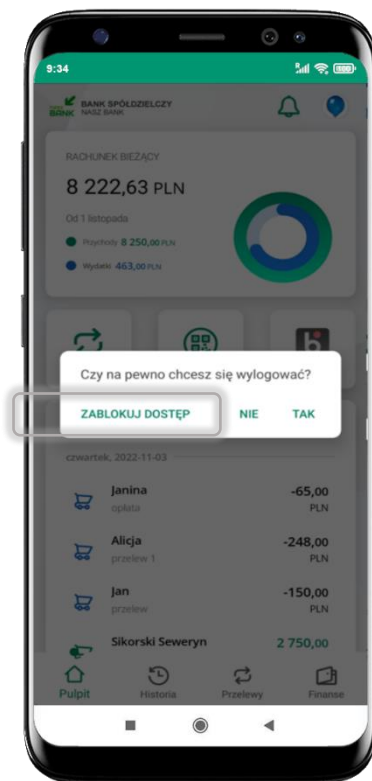 9:34
BANK SPÓŁDZIELCZY
BANK NASZ BANK
RACHUNEK BIEŻĄCY
8 222,63 PLN
Od 1 listopada
Przychody 8 250,00 PLN
Wydatki 463,00 PLN
Czy na pewno chcesz się wylogować?
ZABLOKUJ DOSTĘP NIE TAK
czwartek, 2022-11-03
Janina -65,00
opłata PLN
Alicja -248,00
przelew 1 PLN
Jan -150,00
przelew PLN
Sikorski Seweryn 2 750,00
Pulpit Historia Przelewy Finanse